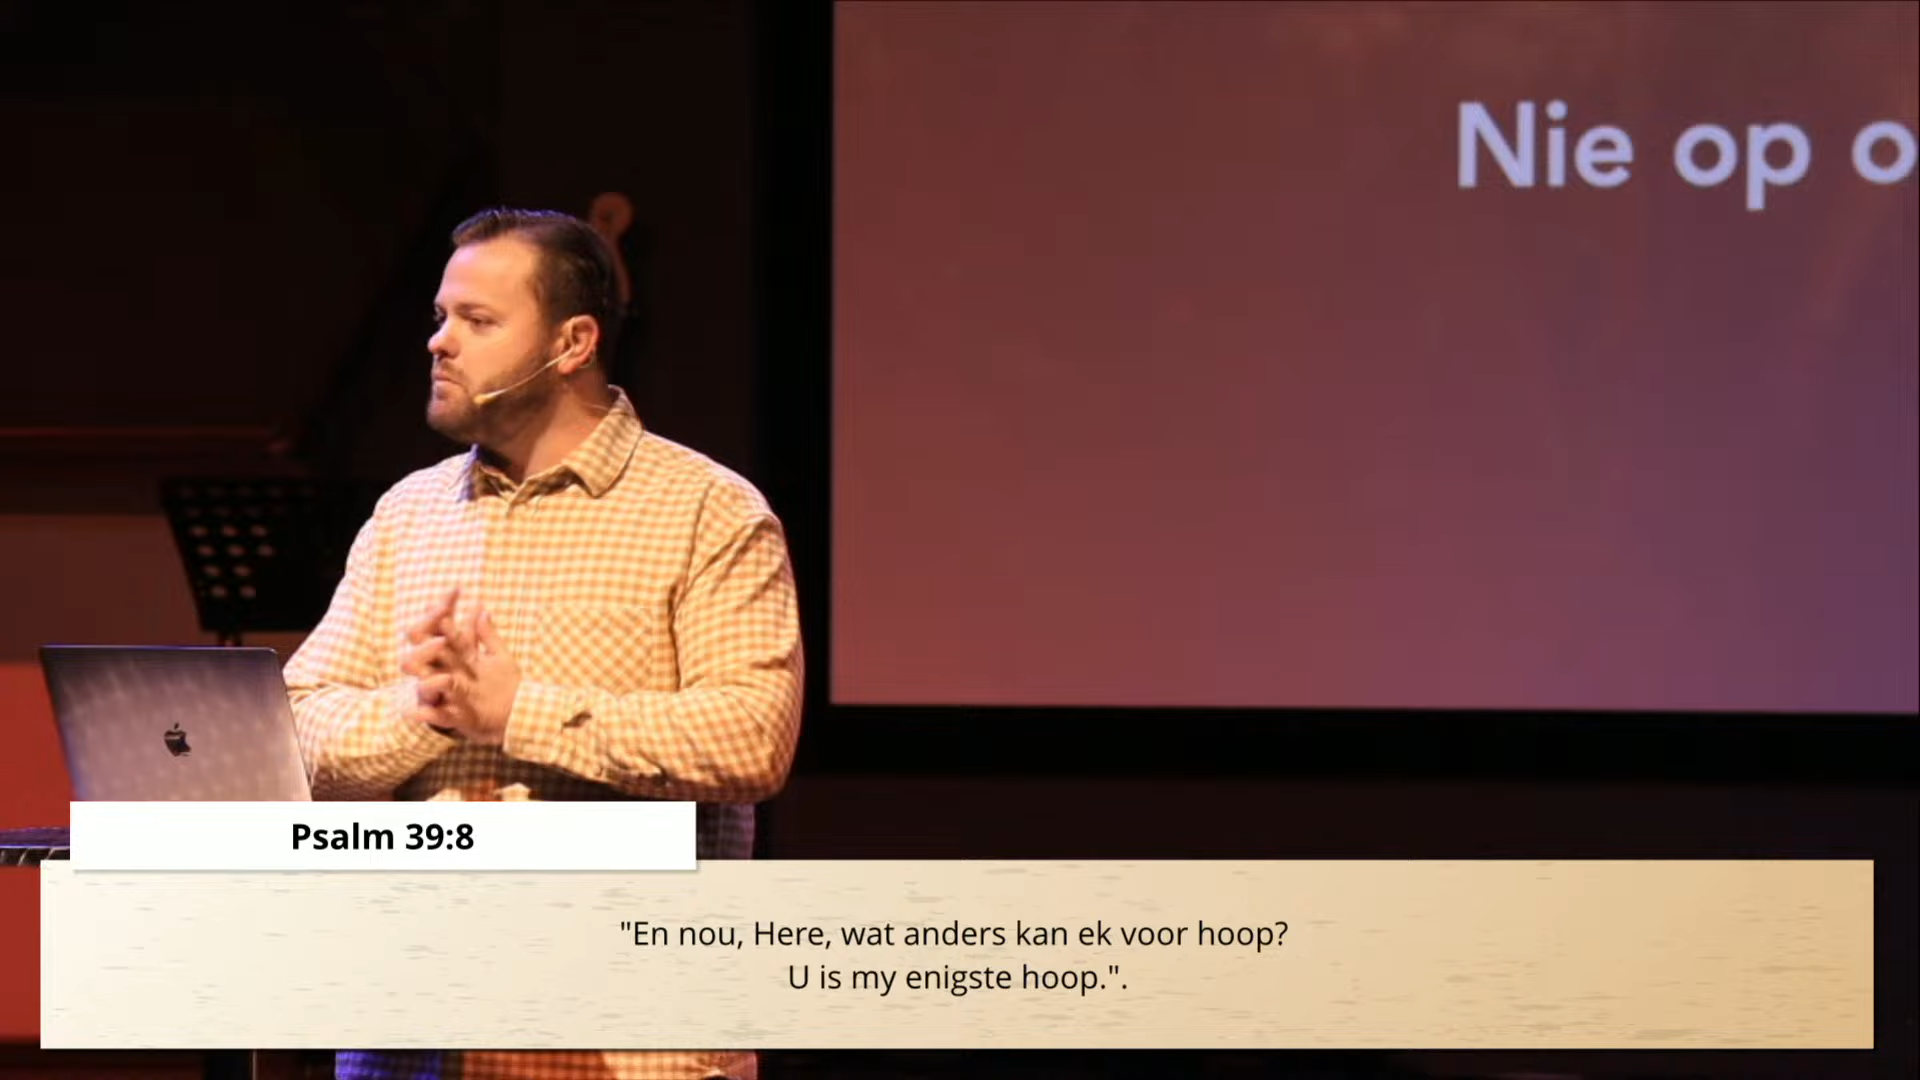 Nie op o
Psalm 39:8
"En nou, Here, wat anders kan ek voor hoop?
U is my enigste hoop.".